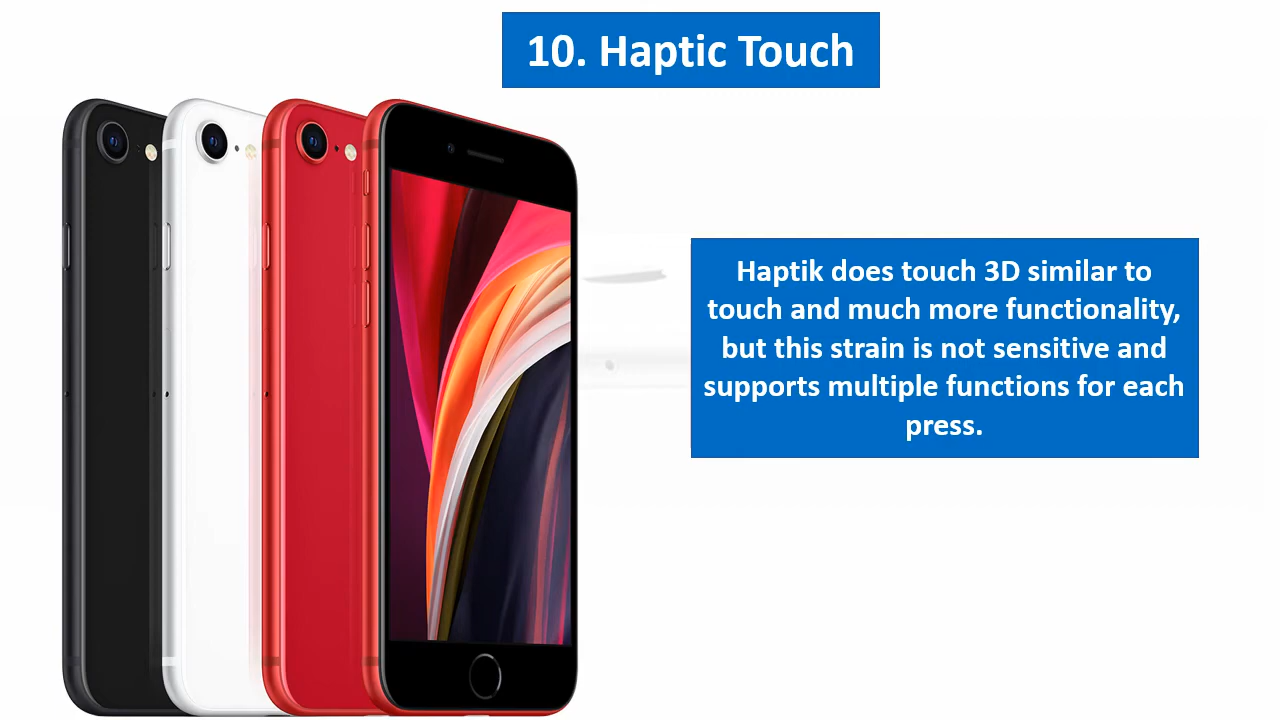 10. Haptic Touch
Haptik does touch 3D similar to
touch and much more functionality,
but this strain is not sensitive and
supports multiple functions for each
press.